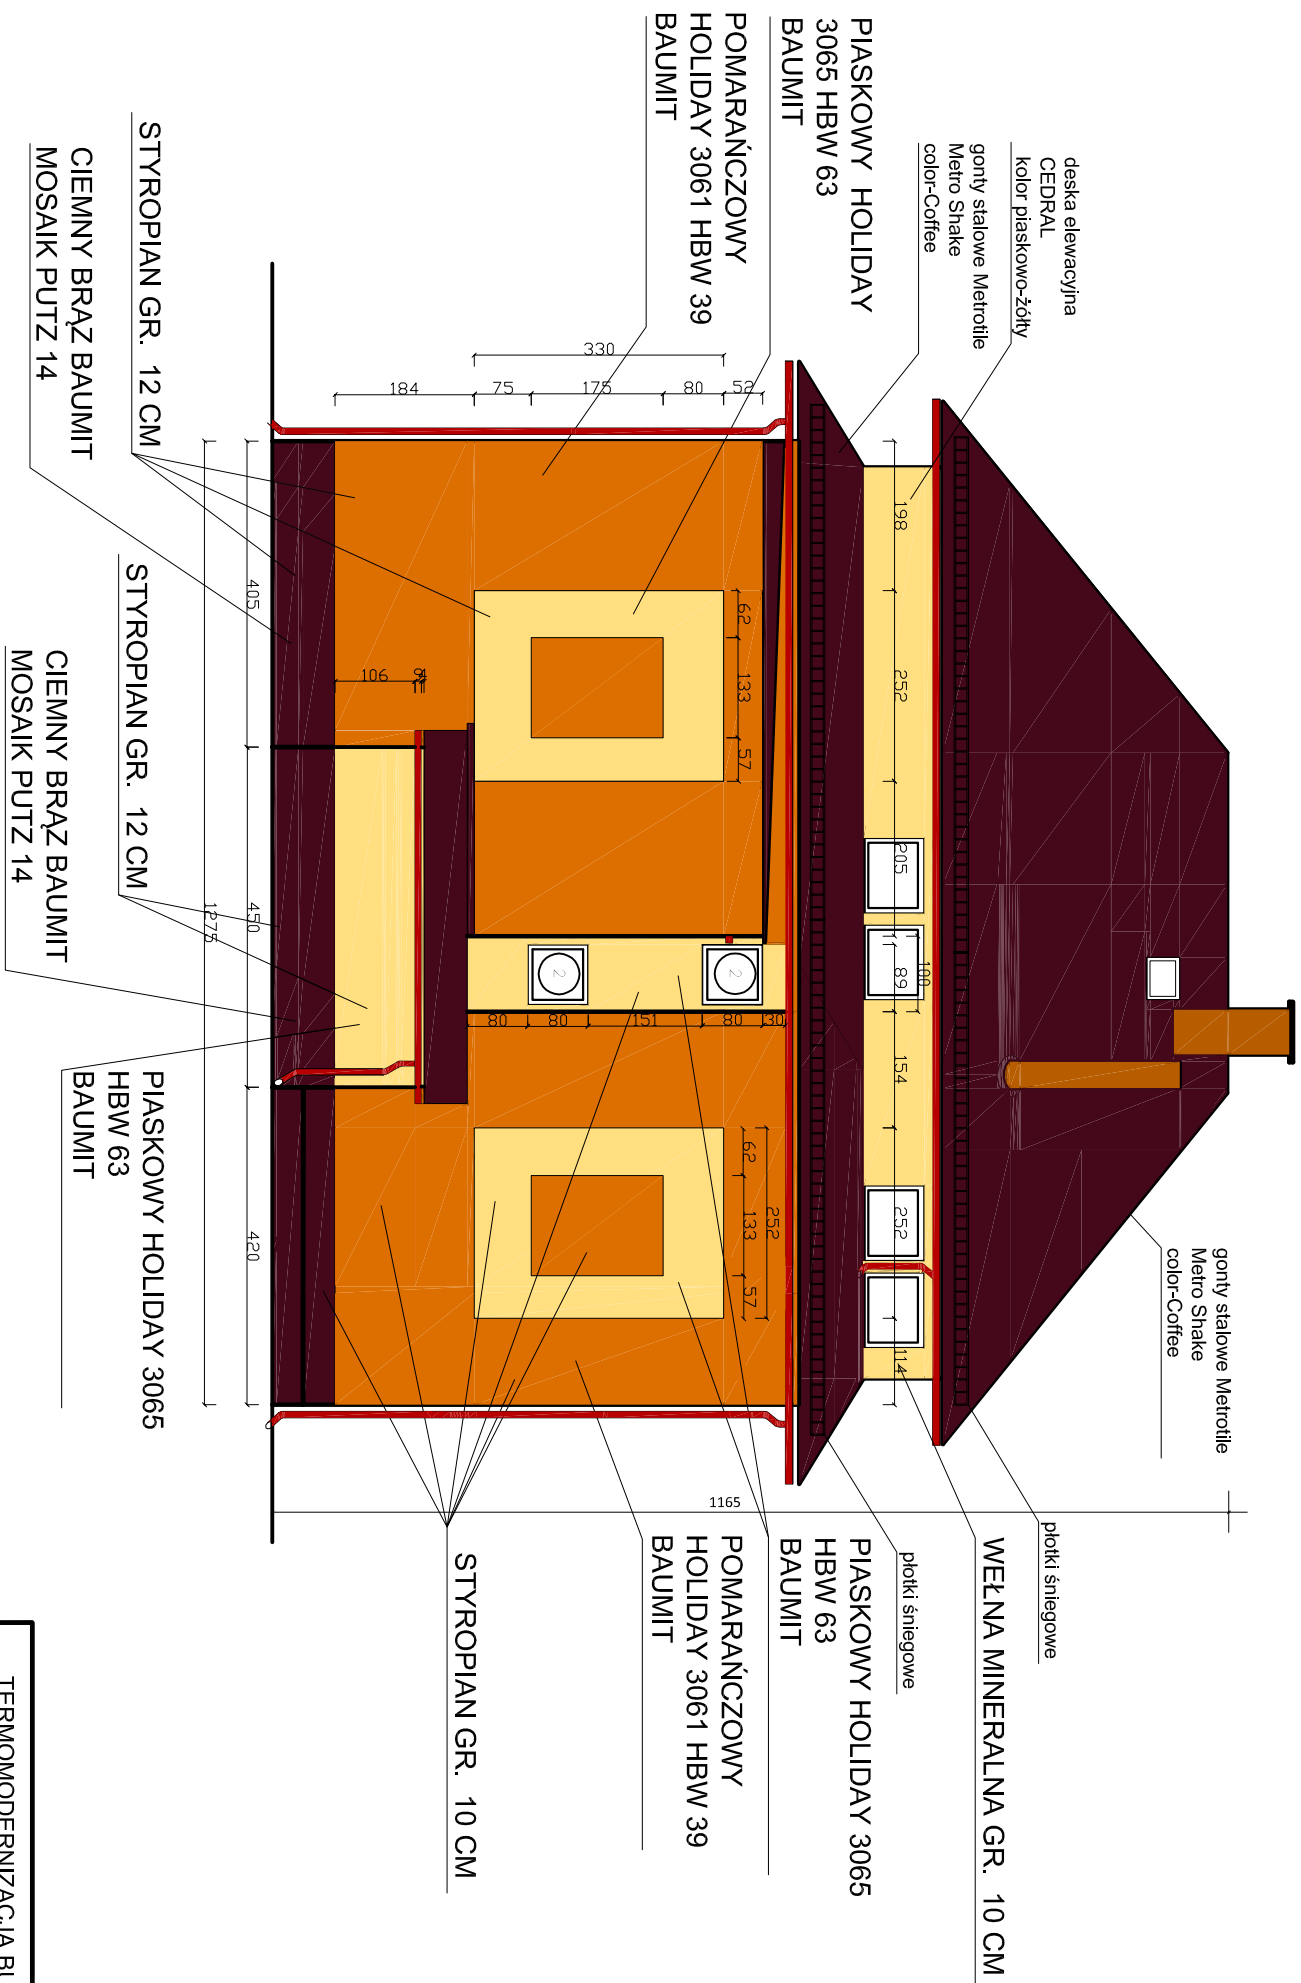 deska elewacyjna
CEDRAL
kolor piaskowo-żółty
gonty stalowe Metrotile
Metro Shake
color-Coffee
PIASKOWY HOLIDAY
3065 HBW 63
BAUMIT
POMARAŃCZOWY
HOLIDAY 3061 HBW 39
BAUMIT
STYROPIAN GR. 12 CM
CIEMNY BRĄZ BAUMIT
MOSAIK PUTZ 14
STYROPIAN GR. 12 CM
CIEMNY BRĄZ BAUMIT
MOSAIK PUTZ 14
PIASKOWY HOLIDAY 3065
HBW 63
BAUMIT
gonty stalowe Metrotile
Metro Shake
color-Coffee
płotki śniegowe
WEŁNA MINERALNA GR. 10 CM
płotki śniegowe
PIASKOWY HOLIDAY 3065
HBW 63
BAUMIT
POMARAŃCZOWY
HOLIDAY 3061 HBW 39
BAUMIT
STYROPIAN GR. 10 CM
198
252
205
100
89
154
252
114
330
52
80
175
75
184
62
133
57
252
62
133
57
30
80
151
80
80
2
2
106
405
450
420
1275
1165